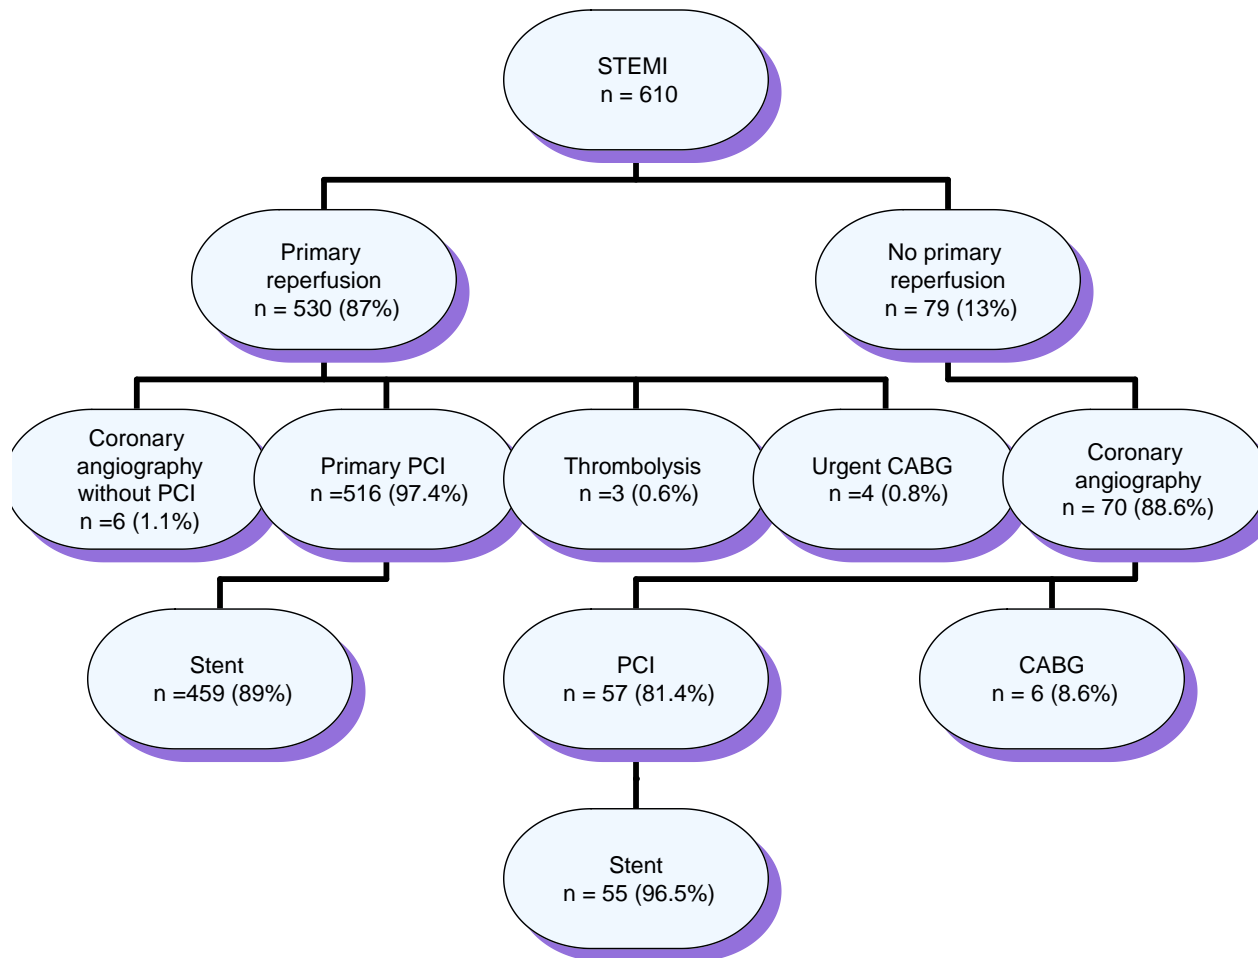 STEMI
n = 610
Primary
reperfusion
n = 530 (87%)
No primary
reperfusion
n = 79 (13%)
Coronary
angiography
without PCI
n =6 (1.1%)
Primary PCI
n =516 (97.4%)
Thrombolysis
n =3 (0.6%)
Urgent CABG
n =4 (0.8%)
Coronary
angiography
n = 70 (88.6%)
Stent
n =459 (89%)
PCI
n = 57 (81.4%)
CABG
n = 6 (8.6%)
Stent
n = 55 (96.5%)